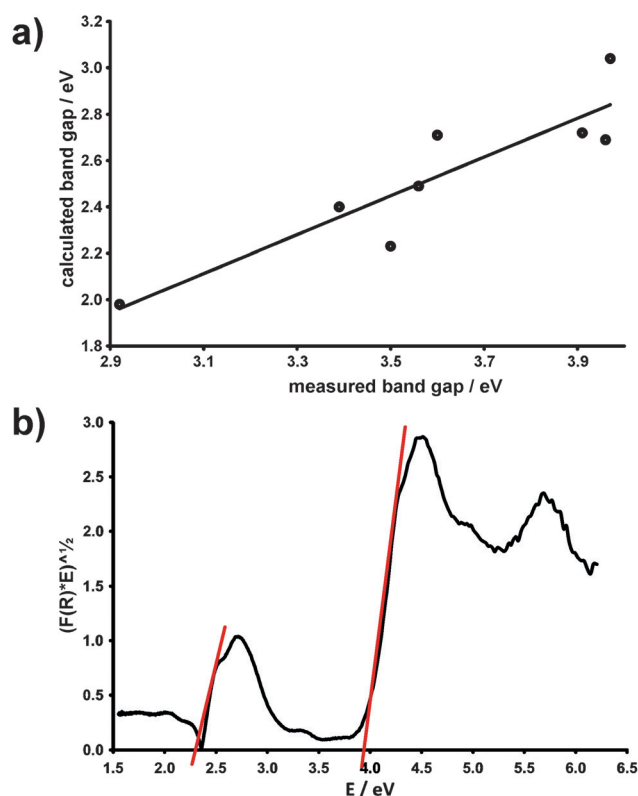 a)
calculated band gap / eV
3.2
3.0
2.8
2.6
2.4
2.2
2.0
1.8
2.9 3.1 3.3 3.5 3.7 3.9
measured band gap / eV
b)
(F(R)*E)^½
3.0
2.5
2.0
1.5
1.0
0.5
0.0
1.5 2.0 2.5 3.0 3.5 4.0 4.5 5.0 5.5 6.0 6.5
E / eV